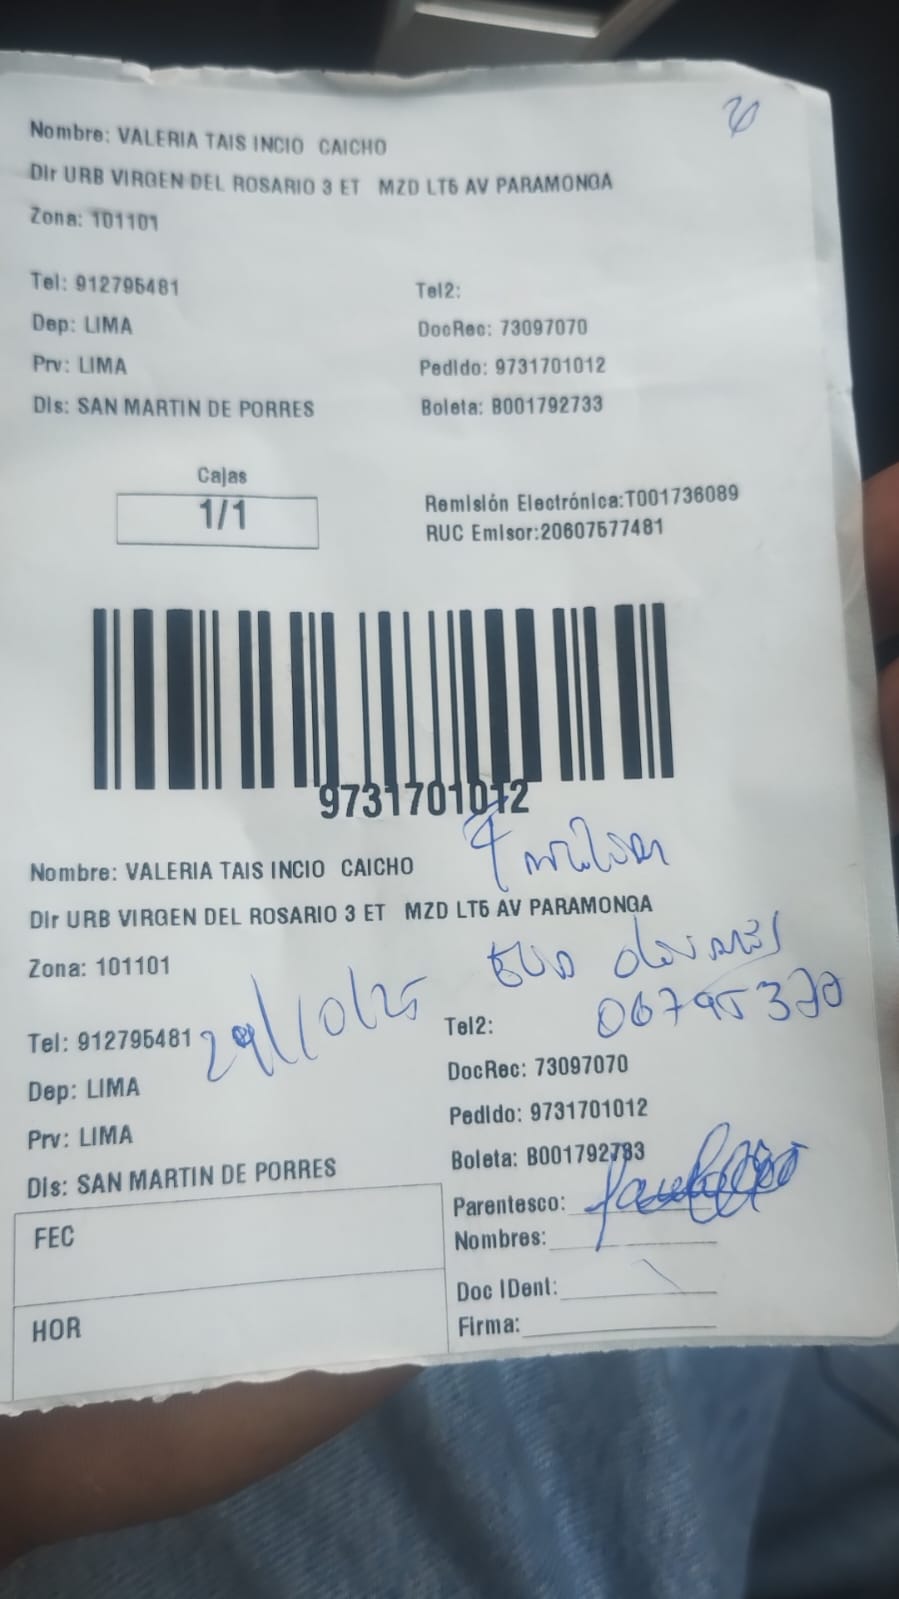 Nombre: VALERIA TAIS INCIO CAICHO
Dir URB VIRGEN DEL ROSARIO 3 ET MZD LT5 AV PARAMONGA
Zona: 101101
Tel: 912795481
Tel2:
Dep: LIMA
DocRec: 73097070
Prv: LIMA
Pedido: 9731701012
Dis: SAN MARTIN DE PORRES
Boleta: B001792733
Cajas
1/1
Remisión Electrónica:T001736089
RUC Emisor:20607577481
9731701012
Nombre: VALERIA TAIS INCIO CAICHO
Dir URB VIRGEN DEL ROSARIO 3 ET MZD LT5 AV PARAMONGA
Zona: 101101
29/10/25
06795370
Tel: 912795481
Tel2:
Dep: LIMA
DocRec: 73097070
Prv: LIMA
Pedido: 9731701012
Dis: SAN MARTIN DE PORRES
Boleta: B001792733
FEC
Parentesco:
Nombres:
HOR
Doc IDent:
Firma: